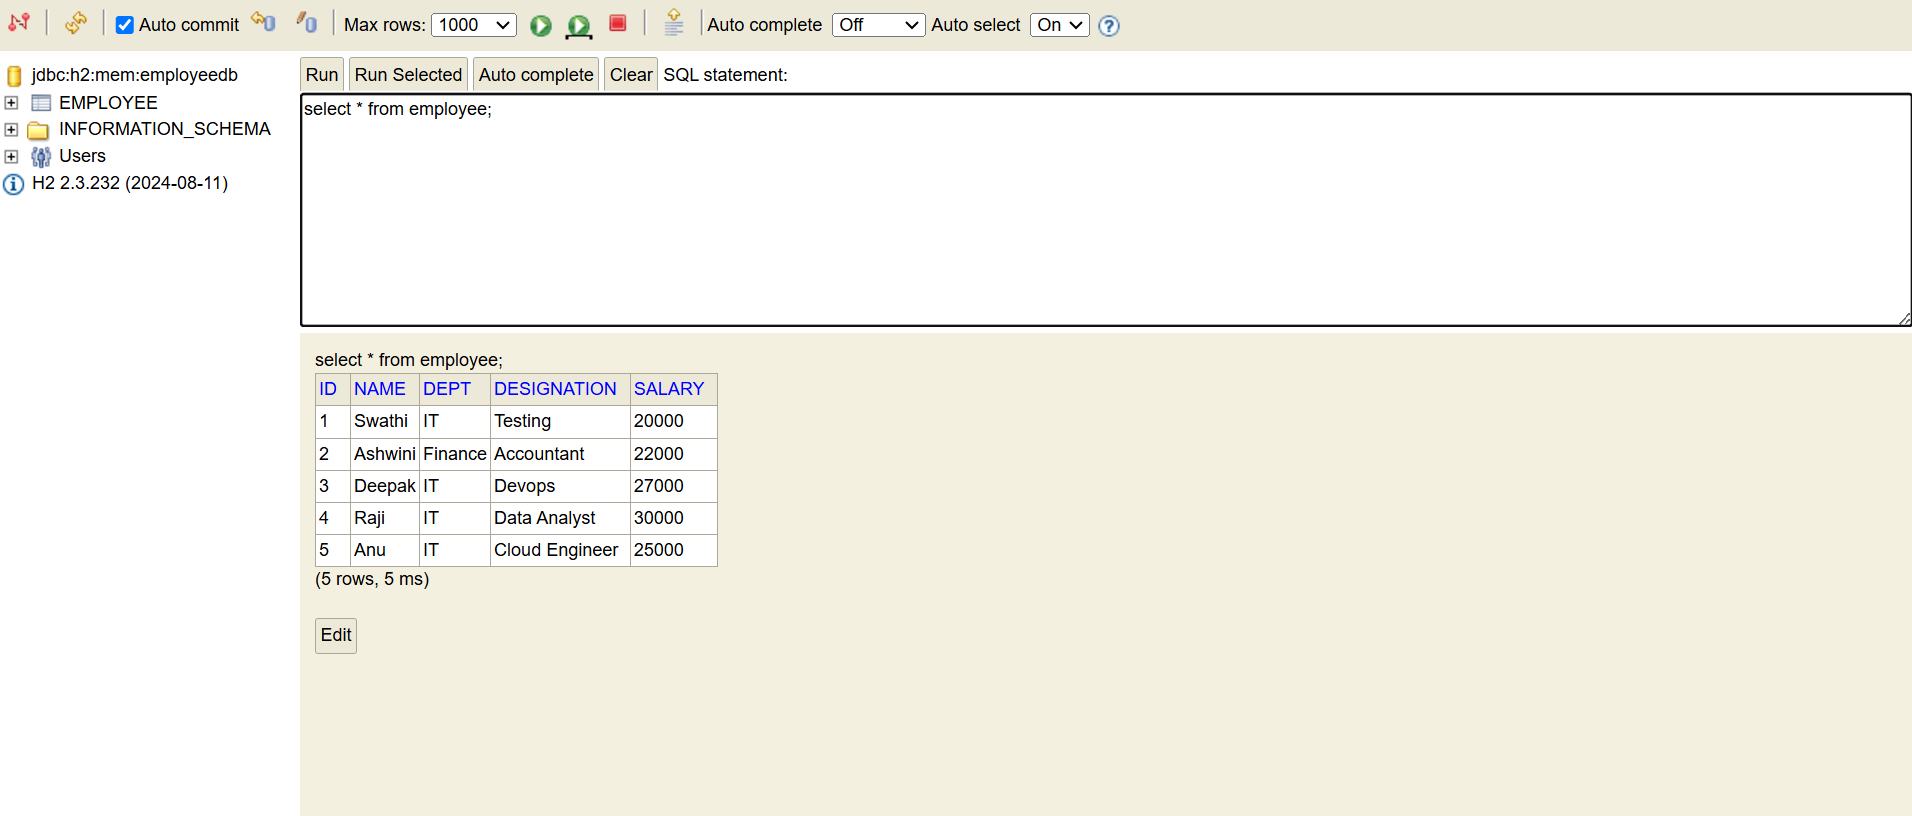 Auto commit Max rows: 1000 Auto complete Off Auto select On
jdbc:h2:mem:employeedb
EMPLOYEE
INFORMATION_SCHEMA
Users
H2 2.3.232 (2024-08-11)
Run Run Selected Auto complete Clear SQL statement:
select * from employee;
select * from employee;
ID NAME DEPT DESIGNATION SALARY
1 Swathi IT Testing 20000
2 Ashwini Finance Accountant 22000
3 Deepak IT Devops 27000
4 Raji IT Data Analyst 30000
5 Anu IT Cloud Engineer 25000
(5 rows, 5 ms)
Edit